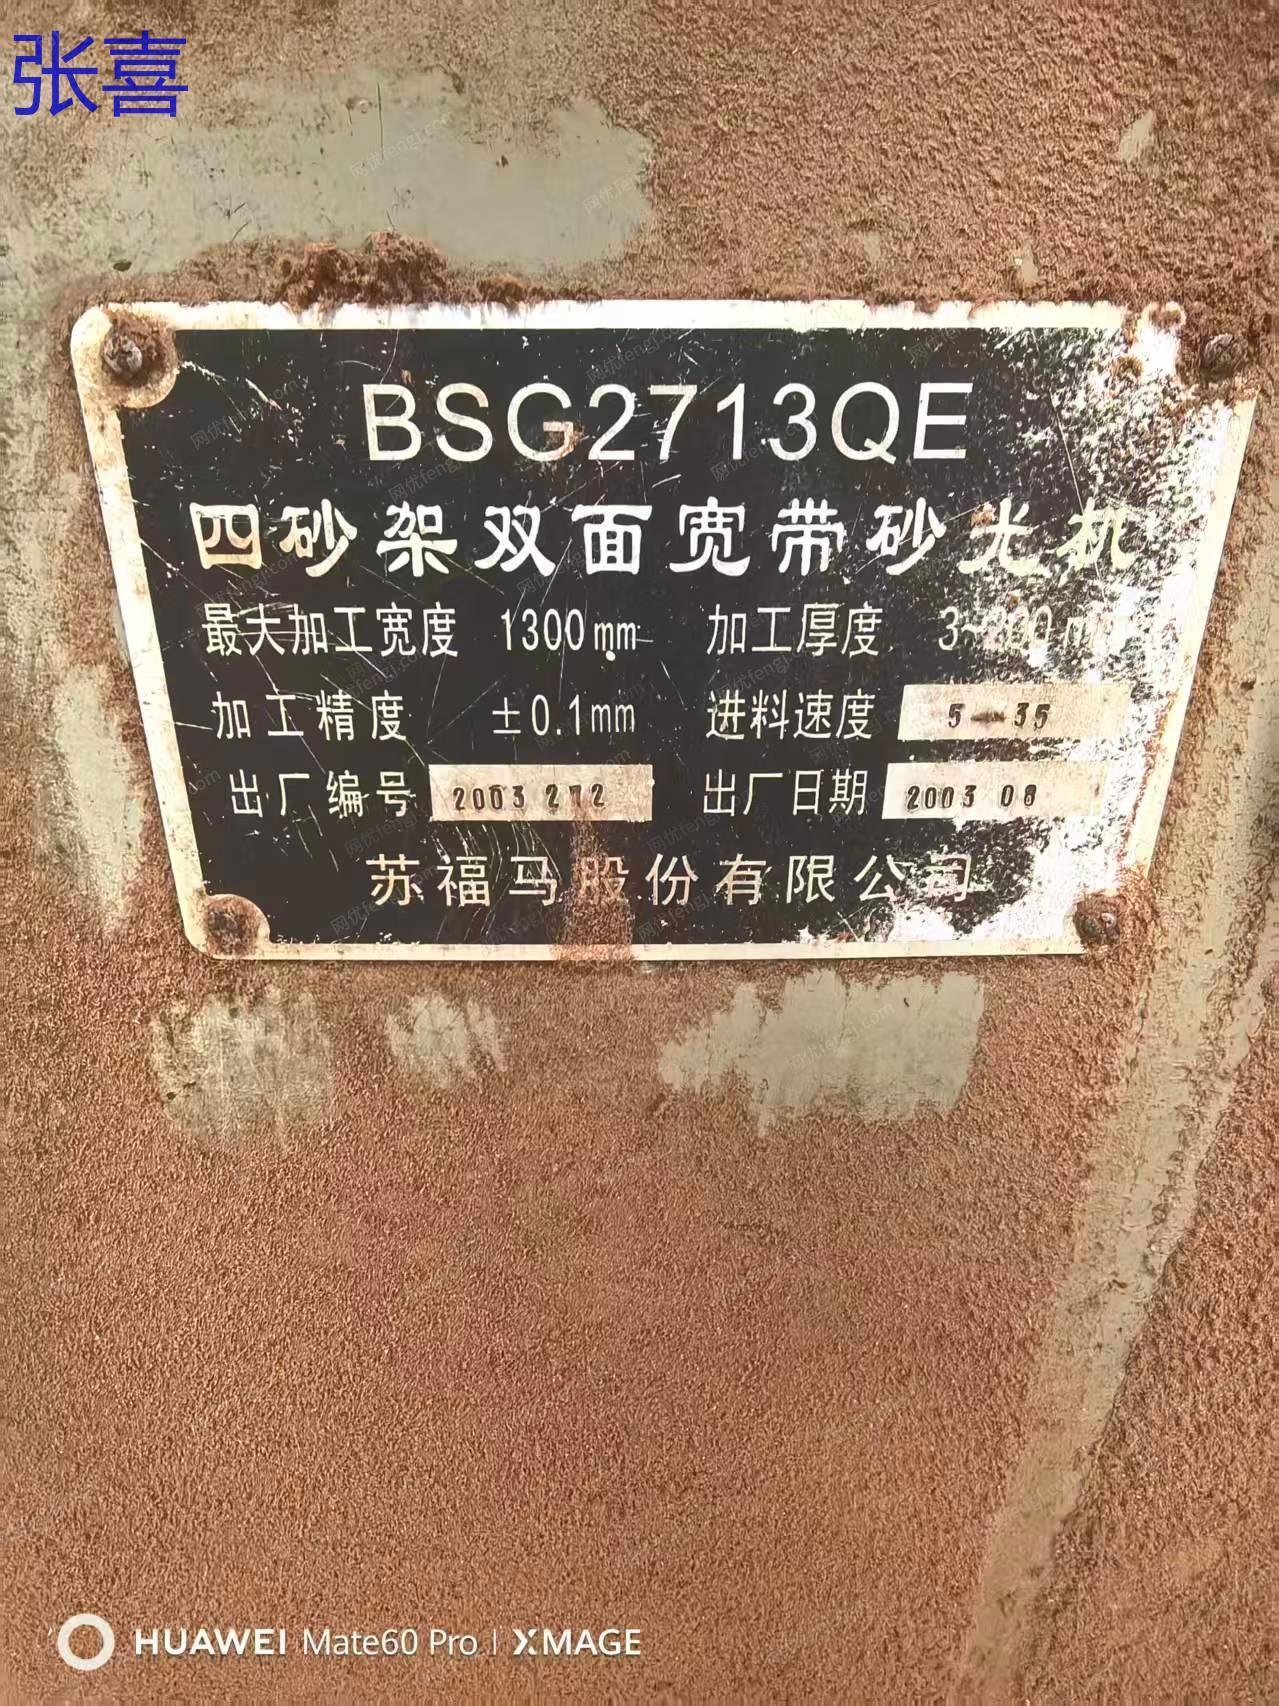 张喜
BSG2713QE
四砂架双面宽带砂光机
最大加工宽度 1300mm 加工厚度 3~200mm
加工精度 ±0.1mm 进料速度 5-35
出厂编号 2003 出厂日期 2003 08
苏福马股份有限公司
HUAWEI Mate60 Pro | XMAGE